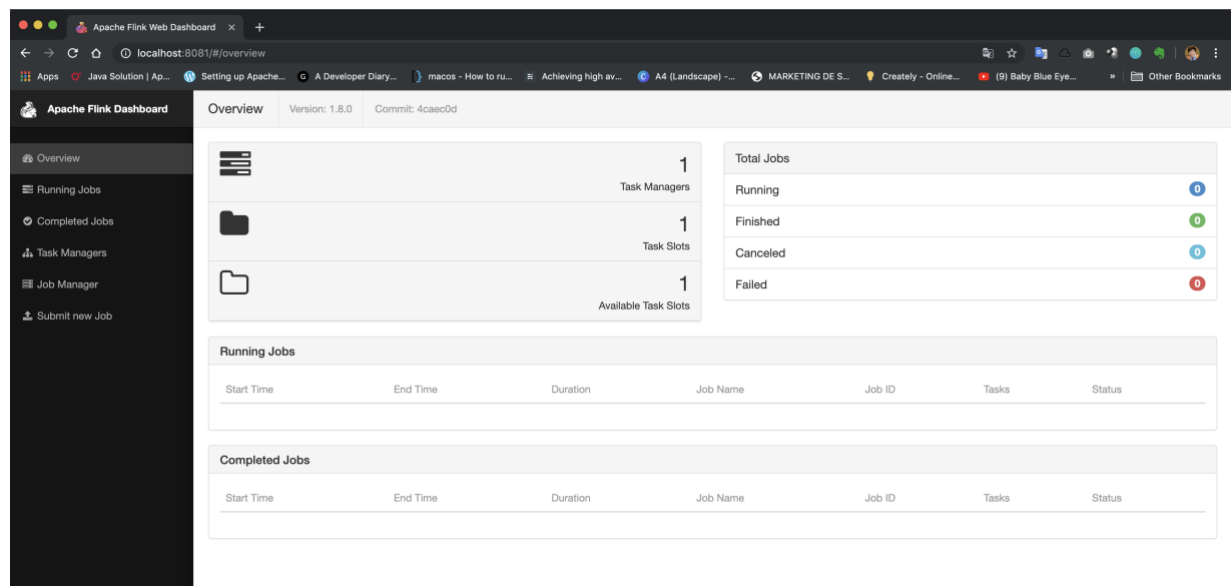 Apache Flink Web Dashboard
localhost:8081/#/overview
Apps Java Solution | Ap... Setting up Apache... A Developer Diary... macos - How to ru... Achieving high av... A4 (Landscape) -... MARKETING DE S... Creately - Online... (9) Baby Blue Eye... » Other Bookmarks
Apache Flink Dashboard
Overview
Running Jobs
Completed Jobs
Task Managers
Job Manager
Submit new Job
Overview Version: 1.8.0 Commit: 4caec0d
1
Task Managers
1
Task Slots
1
Available Task Slots
Total Jobs
Running 0
Finished 0
Canceled 0
Failed 0
Running Jobs
Start Time End Time Duration Job Name Job ID Tasks Status
Completed Jobs
Start Time End Time Duration Job Name Job ID Tasks Status